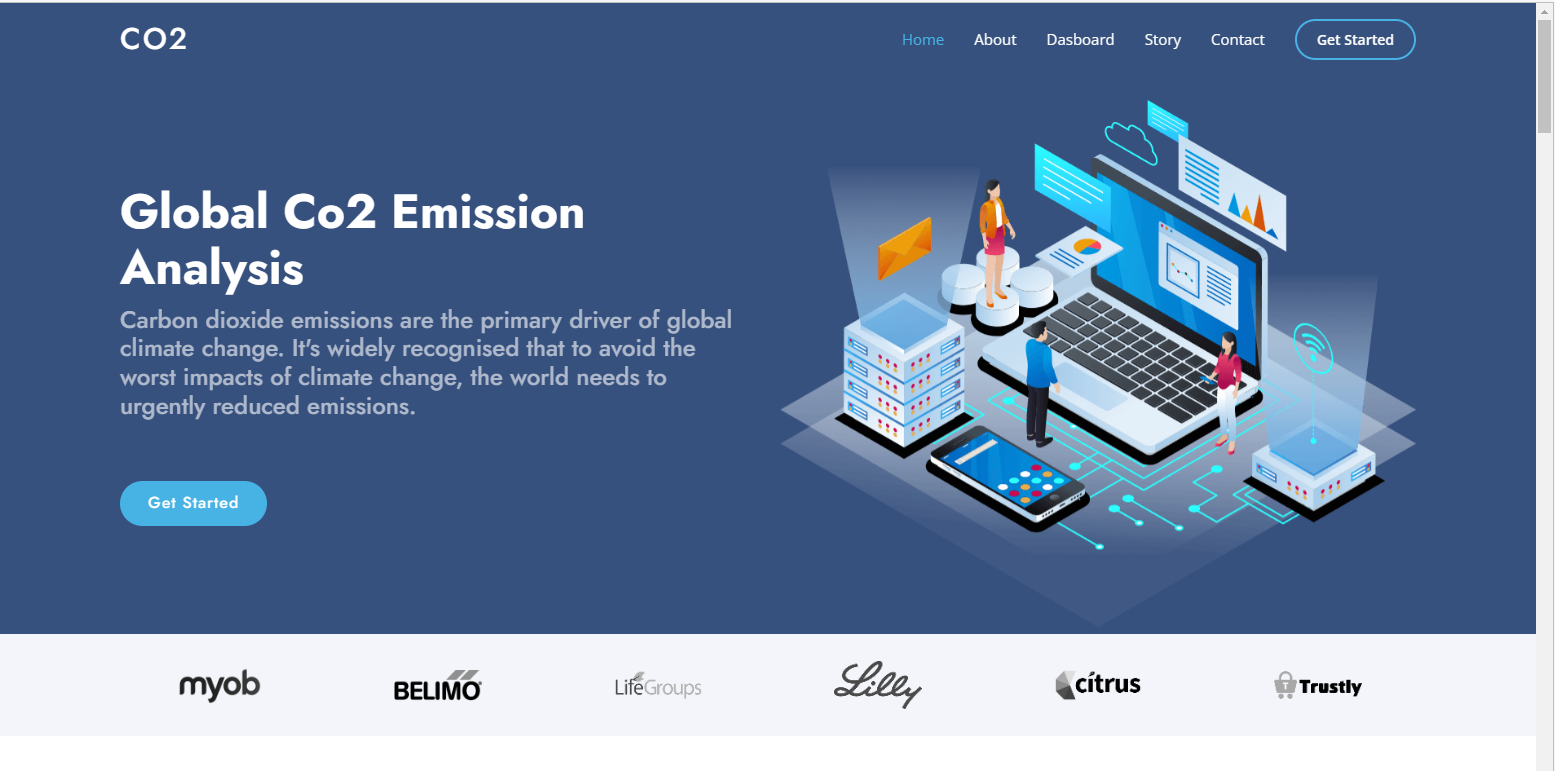 CO2
Home About Dasboard Story Contact Get Started
Global Co2 Emission
Analysis
Carbon dioxide emissions are the primary driver of global
climate change. It's widely recognised that to avoid the
worst impacts of climate change, the world needs to
urgently reduced emissions.
Get Started
myob BELIMO LifeGroups Lilly citrus T Trustly